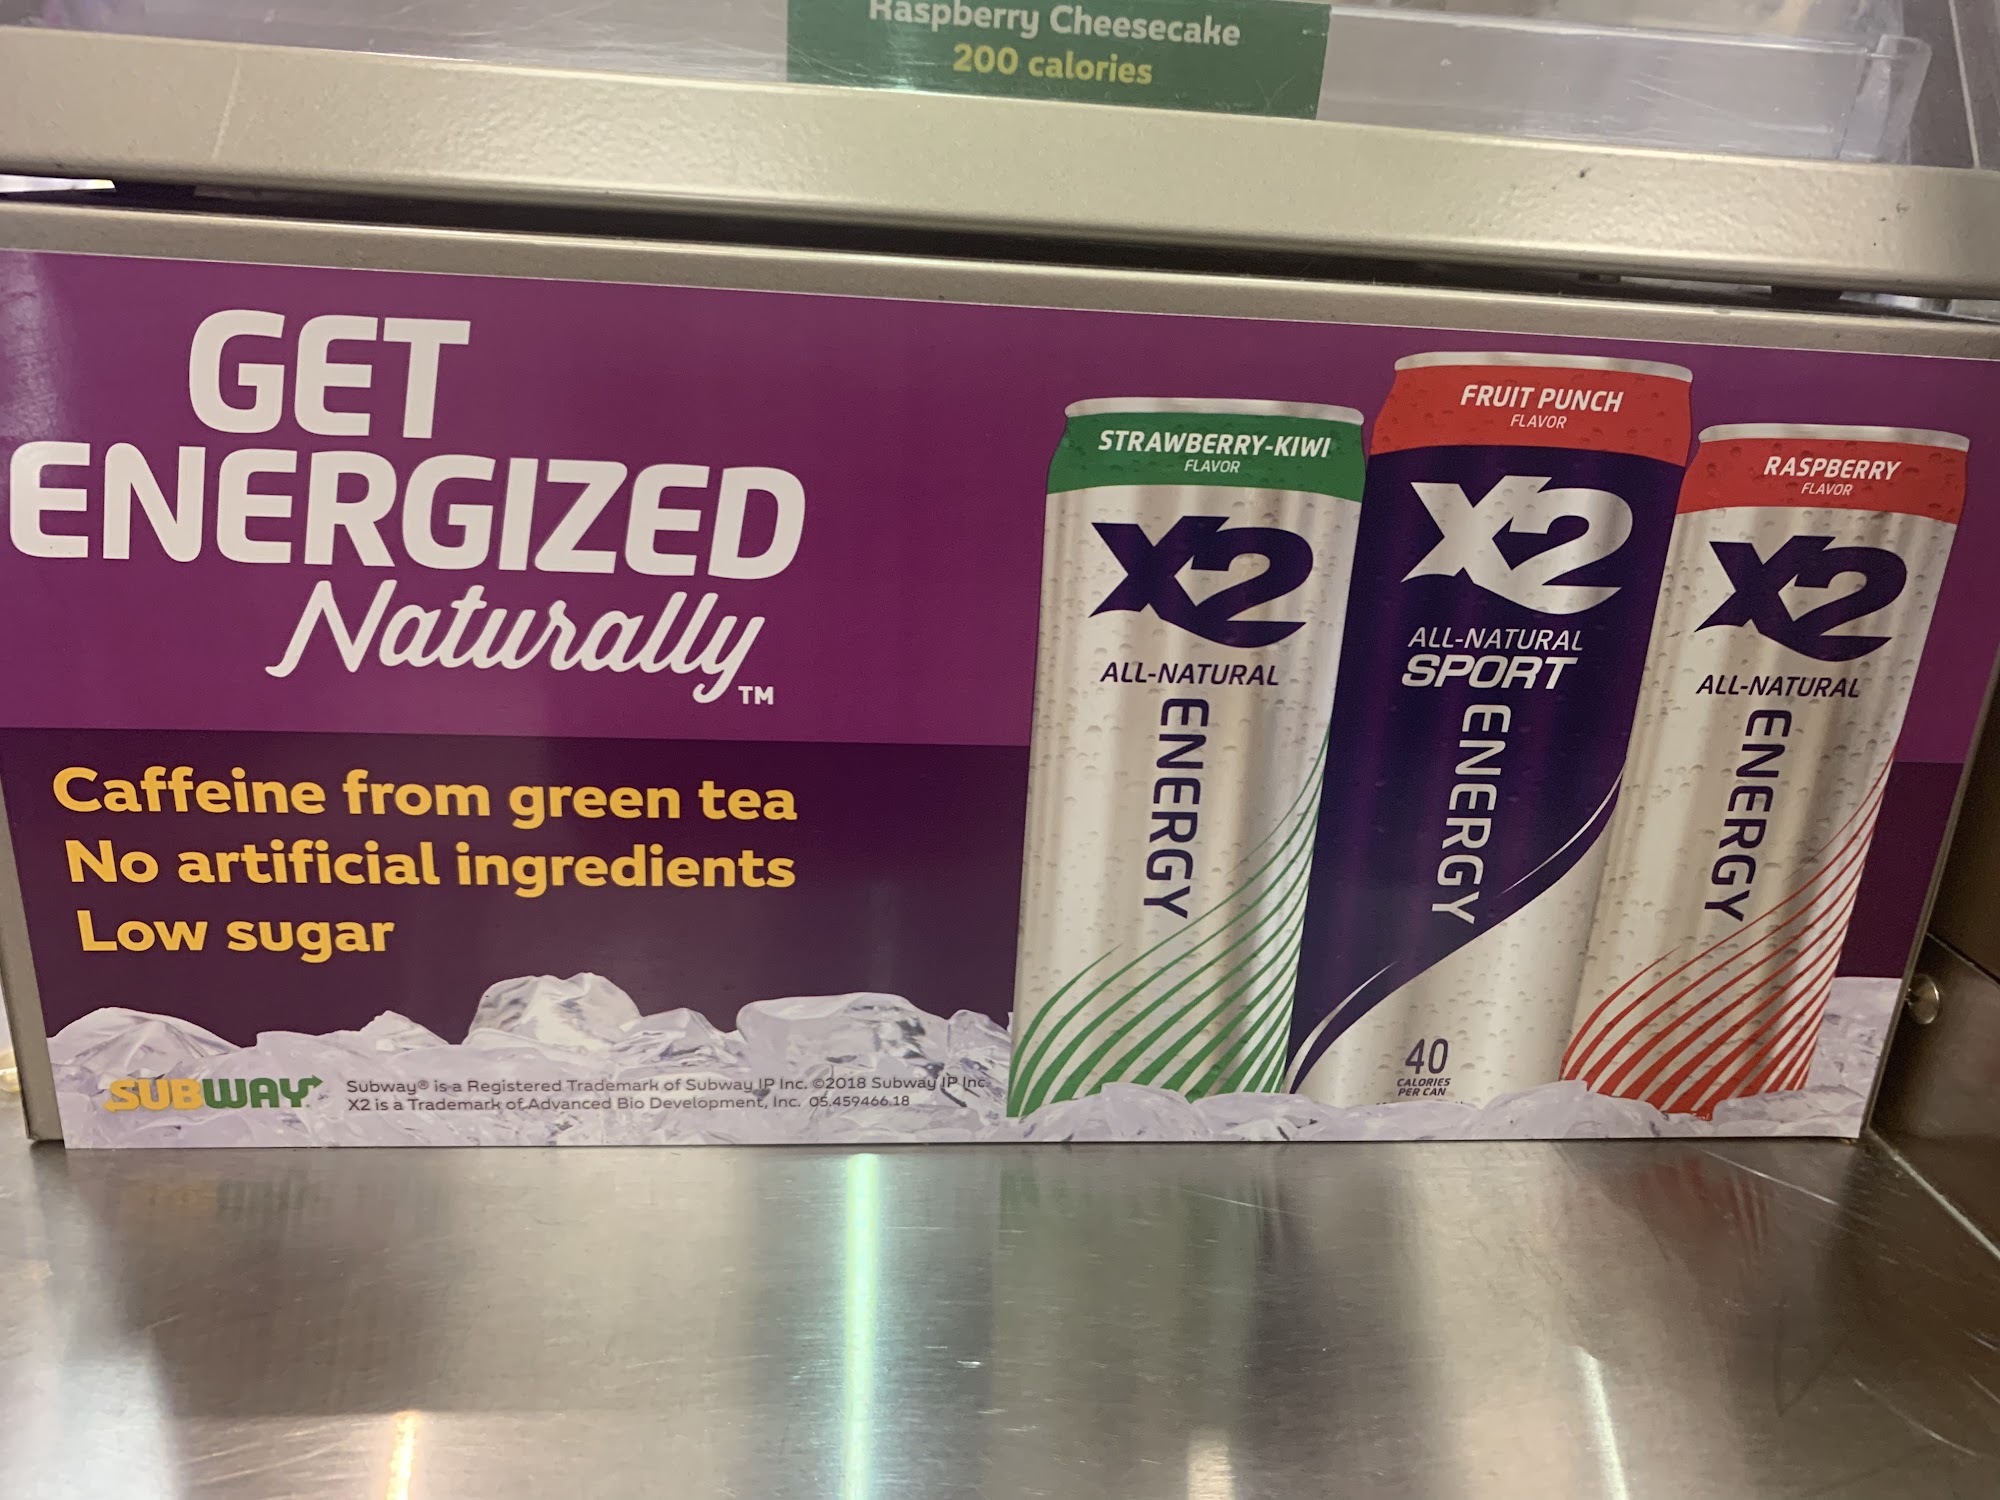 Raspberry Cheesecake
200 calories
GET
ENERGIZED
Naturally™
Caffeine from green tea
No artificial ingredients
Low sugar
SUBWAY
Subway® is a Registered Trademark of Subway IP Inc. ©2018 Subway IP Inc.
X2 is a Trademark of Advanced Bio Development, Inc. 05.459466.18
STRAWBERRY-KIWI
FLAVOR
X2
ALL-NATURAL
ENERGY
FRUIT PUNCH
FLAVOR
X2
ALL-NATURAL
SPORT
ENERGY
40
CALORIES
PER CAN
RASPBERRY
FLAVOR
X2
ALL-NATURAL
ENERGY